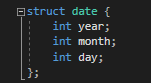 struct date {
    int year;
    int month;
    int day;
};